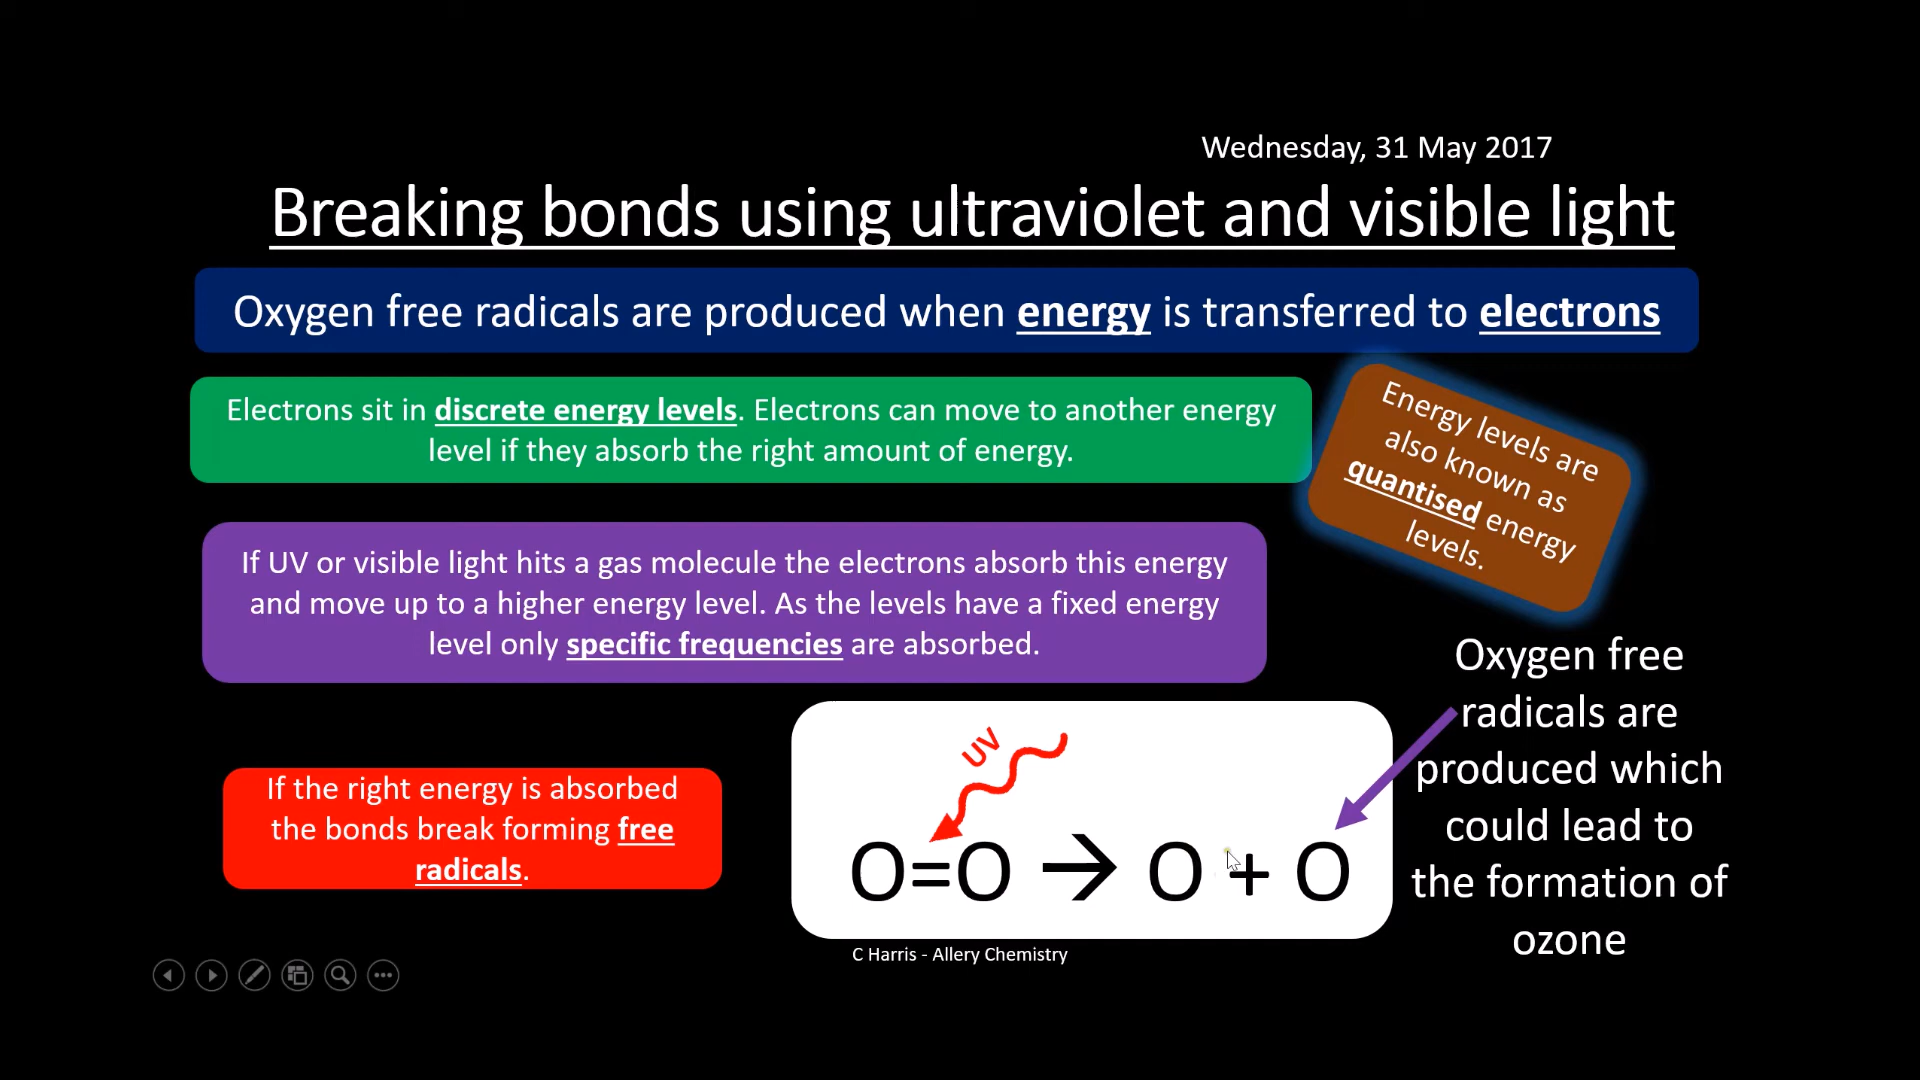 Wednesday, 31 May 2017
Breaking bonds using ultraviolet and visible light
Oxygen free radicals are produced when energy is transferred to electrons
Electrons sit in discrete energy levels. Electrons can move to another energy
level if they absorb the right amount of energy.
Energy levels are
also known as
quantised energy
levels.
If UV or visible light hits a gas molecule the electrons absorb this energy
and move up to a higher energy level. As the levels have a fixed energy
level only specific frequencies are absorbed.
Oxygen free
radicals are
produced which
could lead to
the formation of
ozone
If the right energy is absorbed
the bonds break forming free
radicals.
UV
O=O → O + O
C Harris - Allery Chemistry